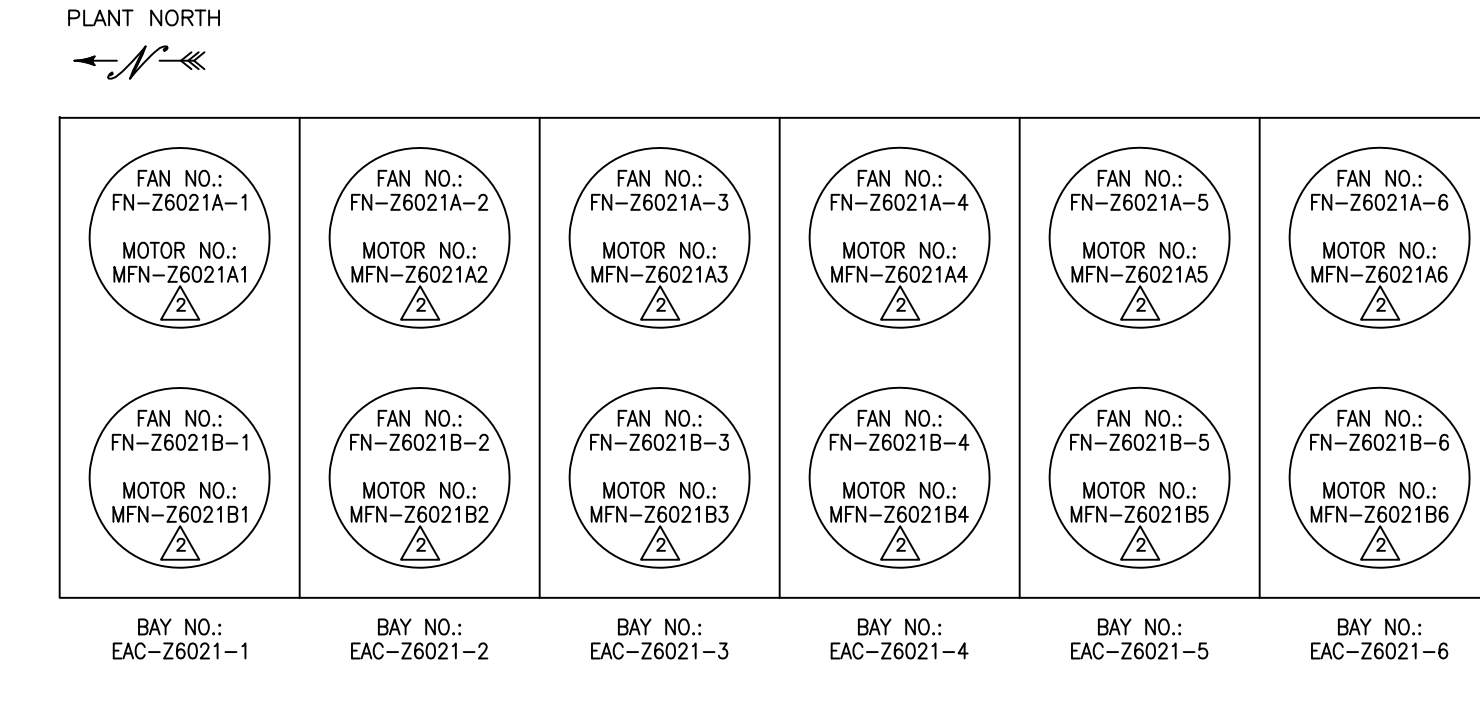 PLANT NORTH
N
FAN NO.:
FN-Z6021A-1
MOTOR NO.:
MFN-Z6021A1
2
FAN NO.:
FN-Z6021A-2
MOTOR NO.:
MFN-Z6021A2
2
FAN NO.:
FN-Z6021A-3
MOTOR NO.:
MFN-Z6021A3
2
FAN NO.:
FN-Z6021A-4
MOTOR NO.:
MFN-Z6021A4
2
FAN NO.:
FN-Z6021A-5
MOTOR NO.:
MFN-Z6021A5
2
FAN NO.:
FN-Z6021A-6
MOTOR NO.:
MFN-Z6021A6
2
FAN NO.:
FN-Z6021B-1
MOTOR NO.:
MFN-Z6021B1
2
FAN NO.:
FN-Z6021B-2
MOTOR NO.:
MFN-Z6021B2
2
FAN NO.:
FN-Z6021B-3
MOTOR NO.:
MFN-Z6021B3
2
FAN NO.:
FN-Z6021B-4
MOTOR NO.:
MFN-Z6021B4
2
FAN NO.:
FN-Z6021B-5
MOTOR NO.:
MFN-Z6021B5
2
FAN NO.:
FN-Z6021B-6
MOTOR NO.:
MFN-Z6021B6
2
BAY NO.:
EAC-Z6021-1
BAY NO.:
EAC-Z6021-2
BAY NO.:
EAC-Z6021-3
BAY NO.:
EAC-Z6021-4
BAY NO.:
EAC-Z6021-5
BAY NO.:
EAC-Z6021-6